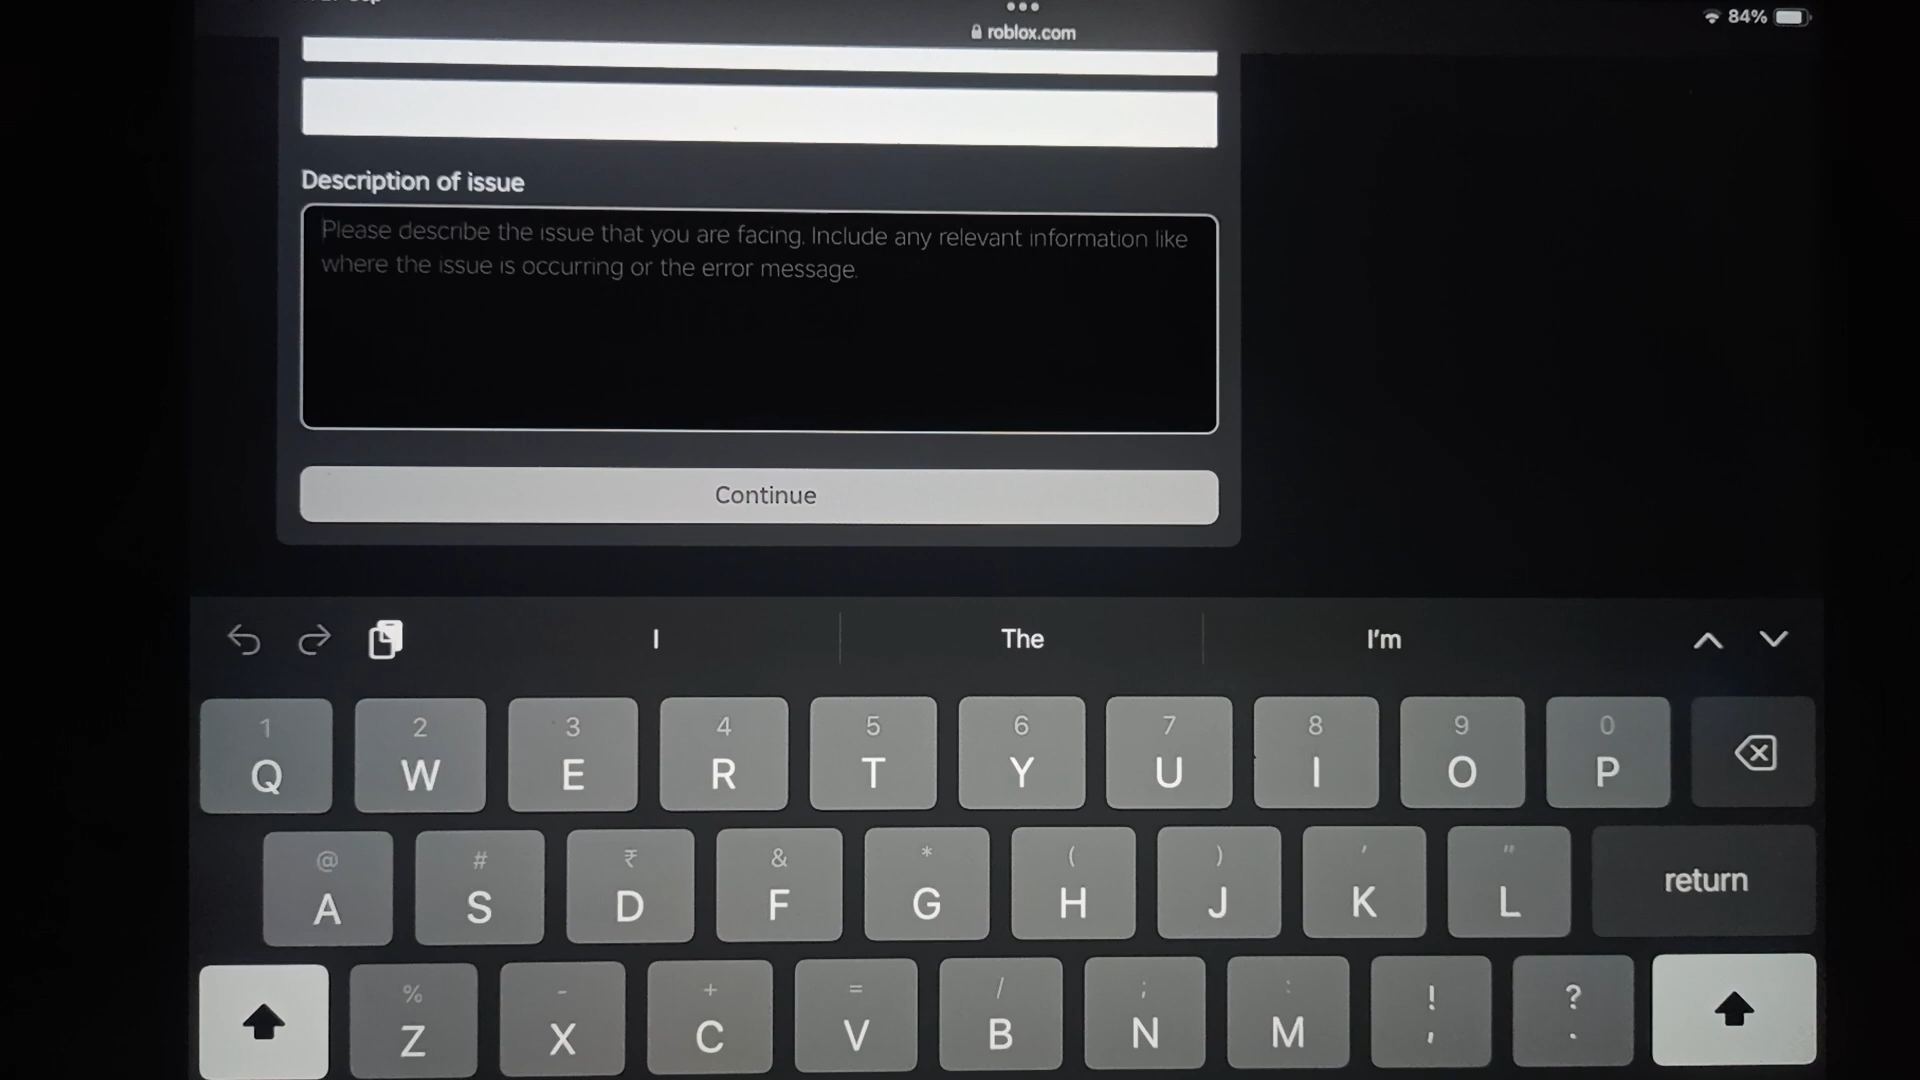 84%
roblox.com
Description of issue
Please describe the issue that you are facing. Include any relevant information like
where the issue is occurring or the error message.
Continue
I The I'm
1 2 3 4 5 6 7 8 9 0
Q W E R T Y U I O P
@ # ₹ & * ( ) ' "
A S D F G H J K L return
% - + = / ; : ! ?
Z X C V B N M , .